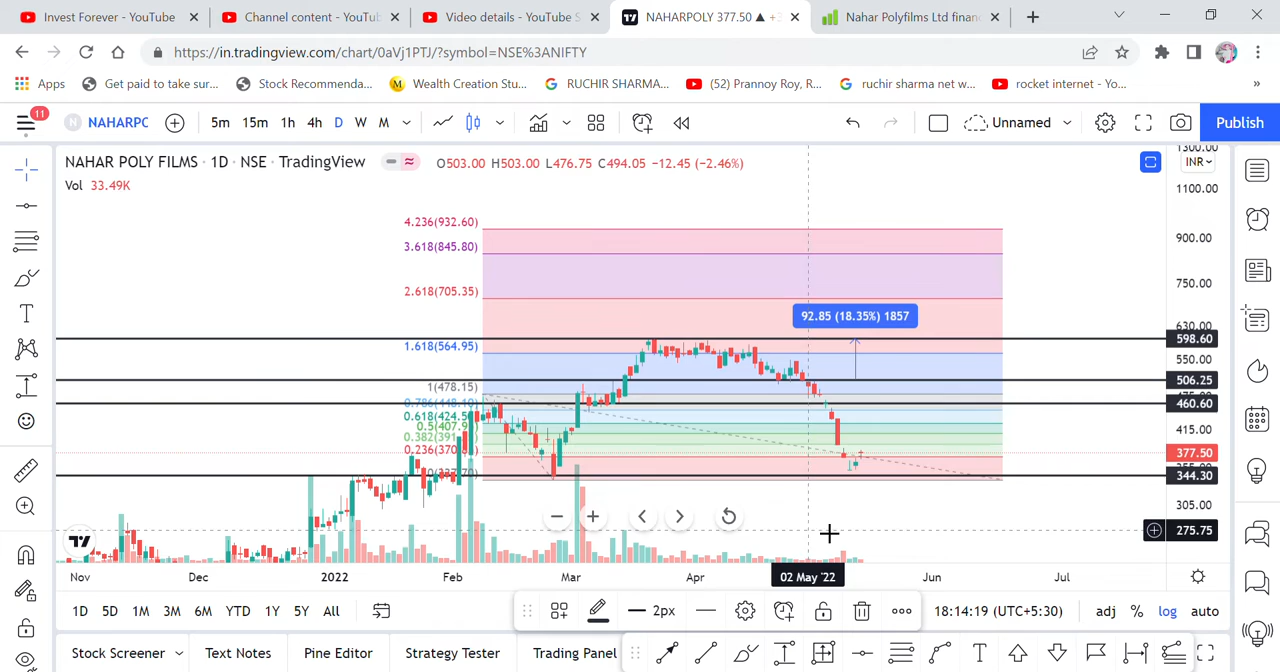 Invest Forever - YouTube
Channel content - YouTub
Video details - YouTube S
NAHARPOLY 377.50 ▲ +3
Nahar Polyfilms Ltd finan
https://in.tradingview.com/chart/0aVj1PTJ/?symbol=NSE%3ANIFTY
Apps
Get paid to take sur...
Stock Recommenda...
Wealth Creation Stu...
RUCHIR SHARMA...
(52) Prannoy Roy, R...
ruchir sharma net w...
rocket internet - Yo...
»
11
N NAHARPC
5m 15m 1h 4h D W M
Unnamed
Publish
NAHAR POLY FILMS · 1D · NSE · TradingView
O503.00 H503.00 L476.75 C494.05 −12.45 (−2.46%)
INR
Vol 33.49K
1300.00
1100.00
900.00
750.00
630.00
598.60
550.00
506.25
460.60
415.00
377.50
344.30
305.00
275.75
4.236(932.60)
3.618(845.80)
2.618(705.35)
92.85 (18.35%) 1857
1.618(564.95)
1(478.15)
0.786(448.10)
0.618(424.5
0.5(407.9
0.382(391
0.236(370
Nov Dec 2022 Feb Mar Apr 02 May '22 Jun Jul
1D 5D 1M 3M 6M YTD 1Y 5Y All
2px
18:14:19 (UTC+5:30)
adj % log auto
Stock Screener
Text Notes
Pine Editor
Strategy Tester
Trading Panel